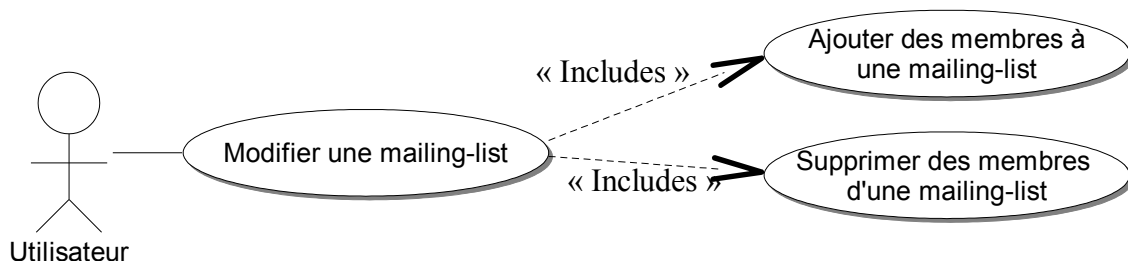 Ajouter des membres à
une mailing-list
« Includes »
Modifier une mailing-list
Supprimer des membres
d'une mailing-list
« Includes »
Utilisateur